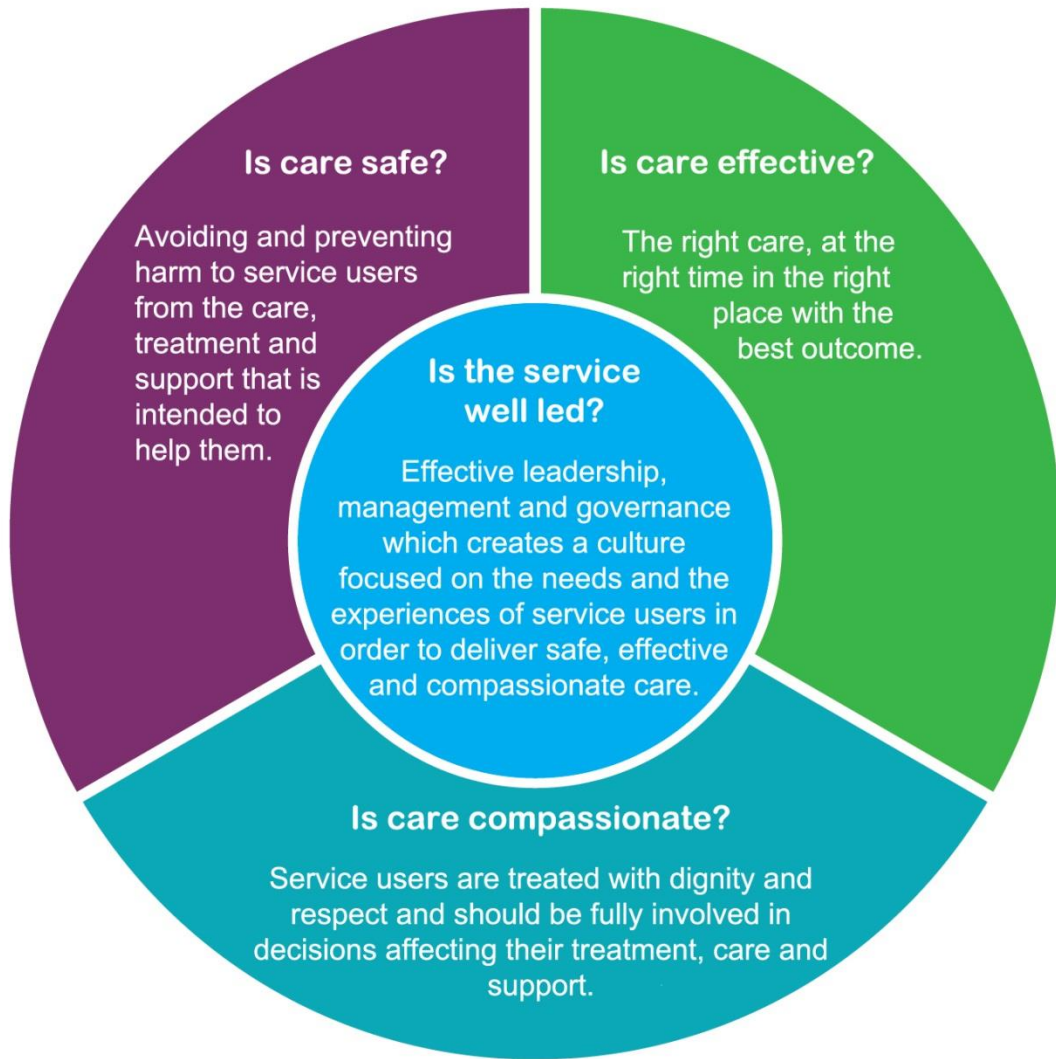 Is care safe?
Avoiding and preventing
harm to service users
from the care,
treatment and
support that is
intended to
help them.
Is care effective?
The right care, at the
right time in the right
place with the
best outcome.
Is the service
well led?
Effective leadership,
management and governance
which creates a culture
focused on the needs and the
experiences of service users in
order to deliver safe, effective
and compassionate care.
Is care compassionate?
Service users are treated with dignity and
respect and should be fully involved in
decisions affecting their treatment, care and
support.